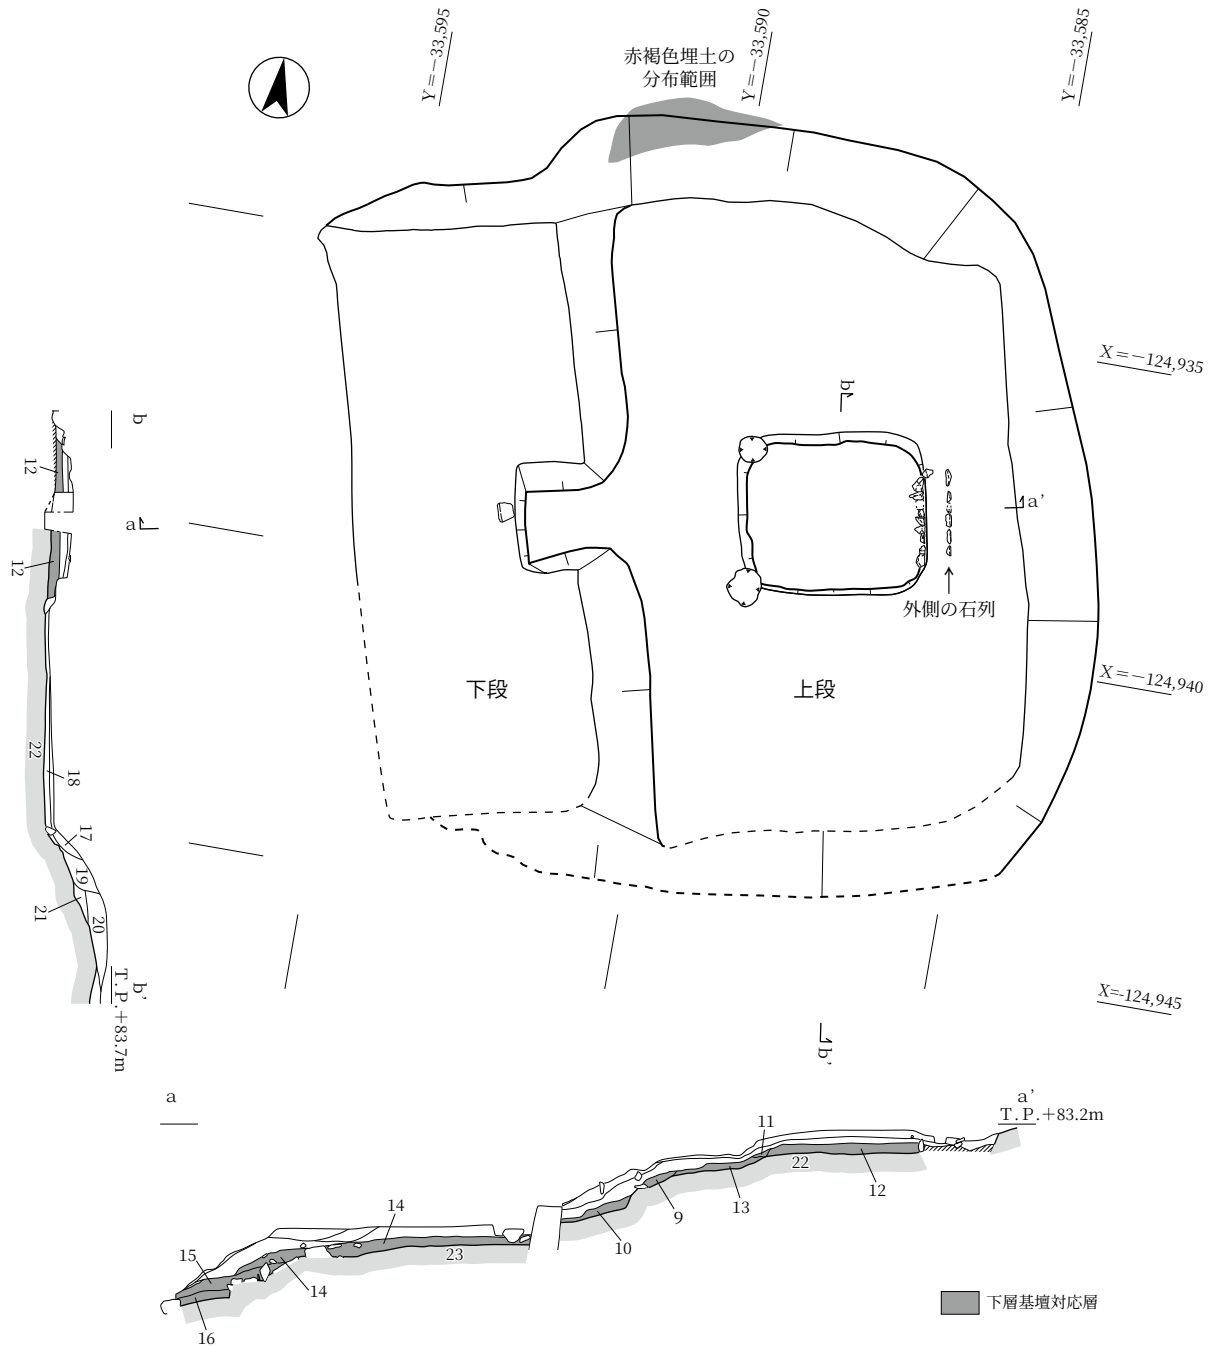 Y＝－33,595
Y＝－33,590
Y＝－33,585
赤褐色埋土の
分布範囲
X＝－124,935
b
a'
外側の石列
X＝－124,940
下段
上段
X=-124,945
b'
b
12
a
12
22
18
17
19
21
20
b'
T.P.＋83.7m
a
a'
T.P.＋83.2m
11
22
12
13
9
10
14
23
15
14
16
下層基壇対応層